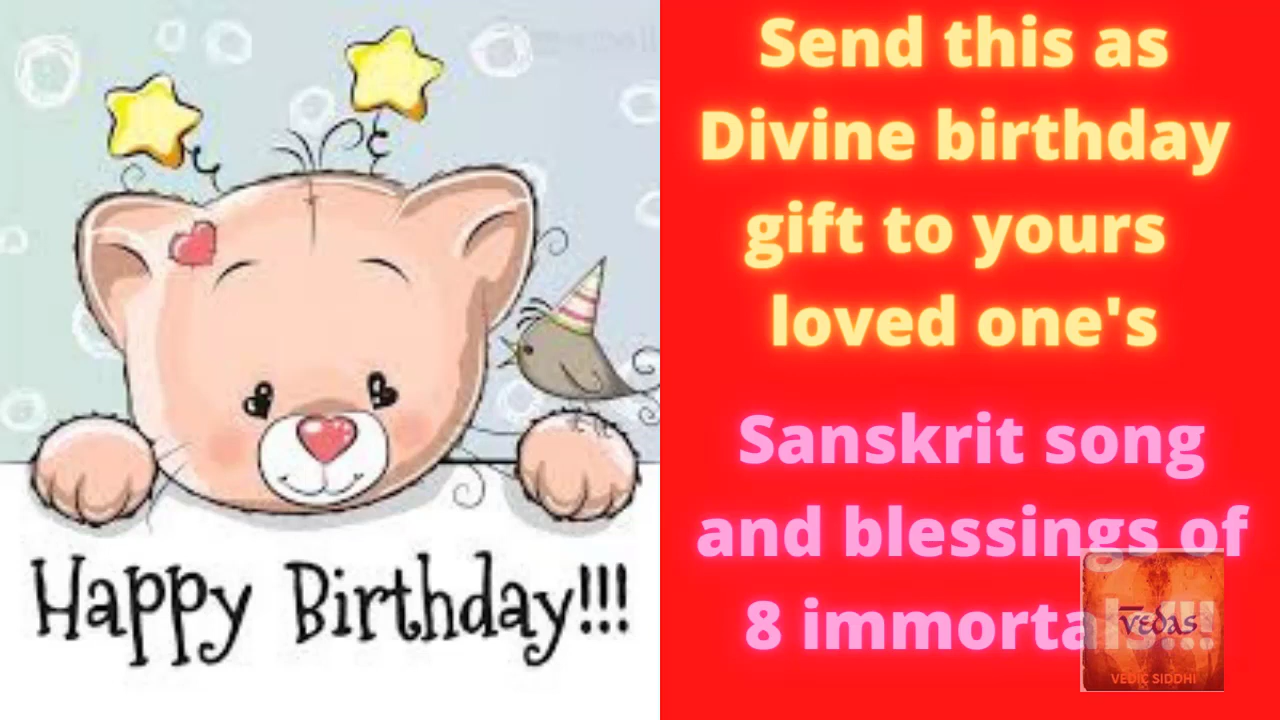 Happy Birthday!!!
Send this as
Divine birthday
gift to yours
loved one's
Sanskrit song
and blessings of
8 immortals!!!
vedas
VEDIC SIDDHI